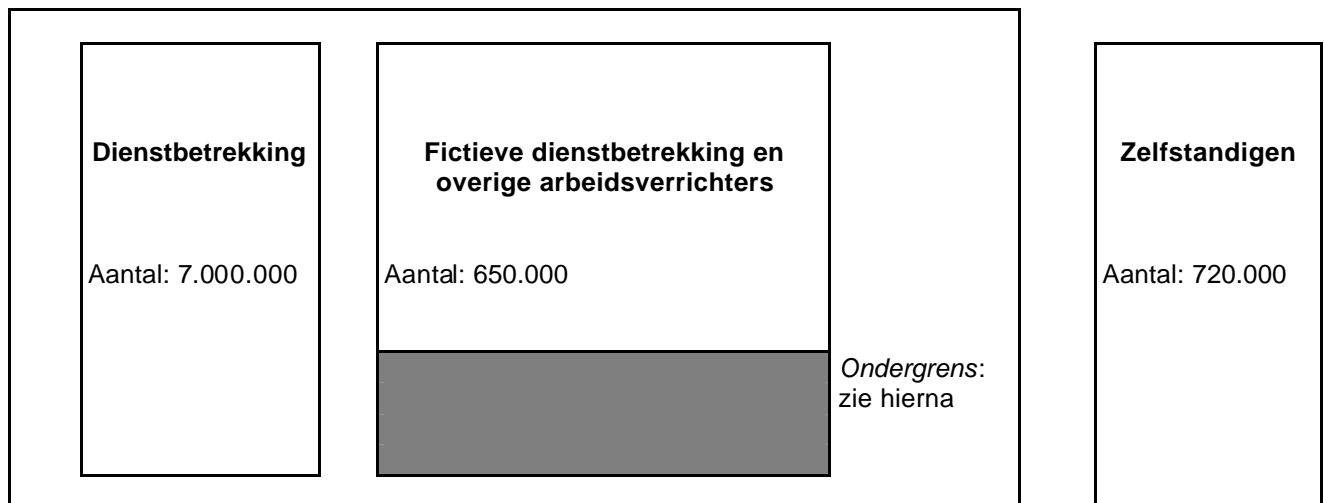 Dienstbetrekking
Aantal: 7.000.000
Fictieve dienstbetrekking en
overige arbeidsverrichters
Aantal: 650.000
Ondergrens:
zie hierna
Zelfstandigen
Aantal: 720.000